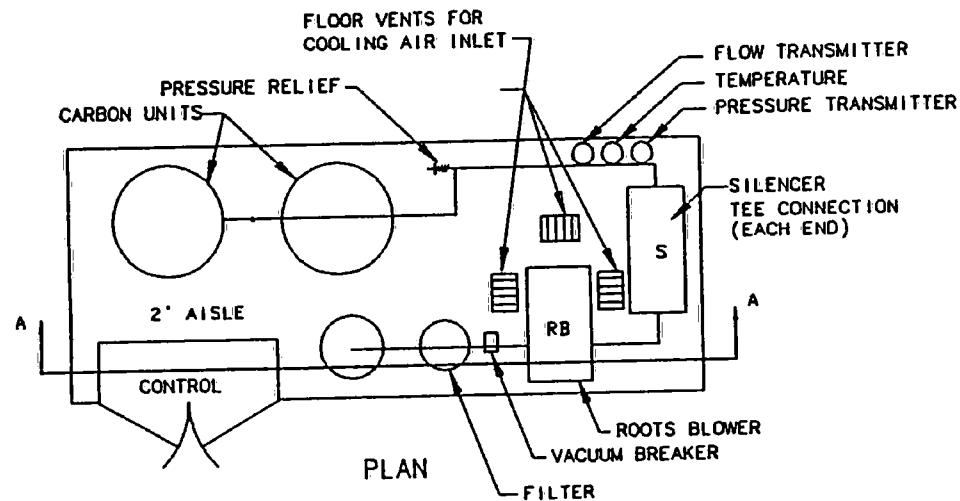 FLOOR VENTS FOR
COOLING AIR INLET
FLOW TRANSMITTER
TEMPERATURE
PRESSURE TRANSMITTER
PRESSURE RELIEF
CARBON UNITS
SILENCER
TEE CONNECTION
(EACH END)
S
A
2' AISLE
A
RB
CONTROL
ROOTS BLOWER
VACUUM BREAKER
PLAN
FILTER